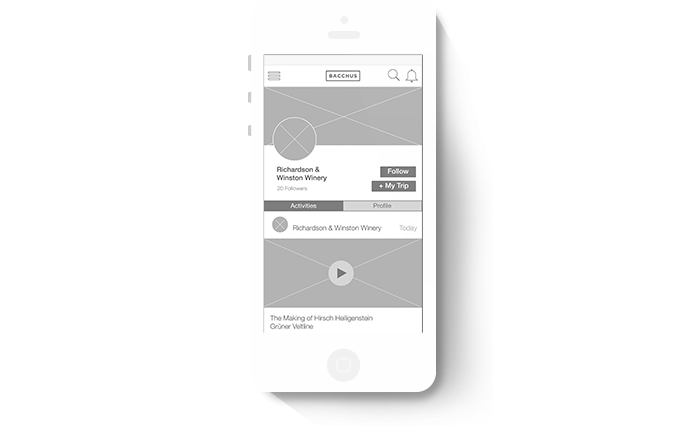 BACCHUS
Richardson &
Winston Winery
20 Followers
Follow
+ My Trip
Activities
Profile
Richardson & Winston Winery
Today
The Making of Hirsch Heiligenstein
Grüner Veltline